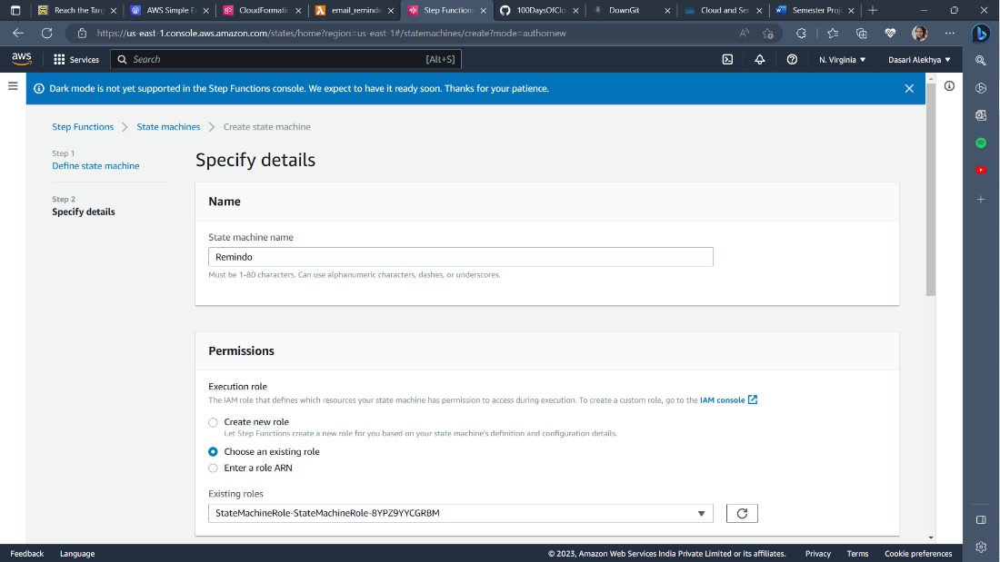 Reach the Targ
AWS Simple E
CloudFormatic
email_reminde
Step Function
100DaysOfClo
DownGit
Cloud and Ser
Semester Proj
https://us-east-1.console.aws.amazon.com/states/home?region=us-east-1#/statemachines/create?mode=authornew
aws
Services
Search
[Alt+S]
N. Virginia
Dasari Alekhya
Dark mode is not yet supported in the Step Functions console. We expect to have it ready soon. Thanks for your patience.
Step Functions
State machines
Create state machine
Step 1
Define state machine
Step 2
Specify details
Specify details
Name
State machine name
Remindo
Must be 1-80 characters. Can use alphanumeric characters, dashes, or underscores.
Permissions
Execution role
The IAM role that defines which resources your state machine has permission to access during execution. To create a custom role, go to the IAM console
Create new role
Let Step Functions create a new role for you based on your state machine's definition and configuration details.
Choose an existing role
Enter a role ARN
Existing roles
StateMachineRole-StateMachineRole-8YPZ9YYCGRBM
Feedback
Language
© 2023, Amazon Web Services India Private Limited or its affiliates.
Privacy
Terms
Cookie preferences